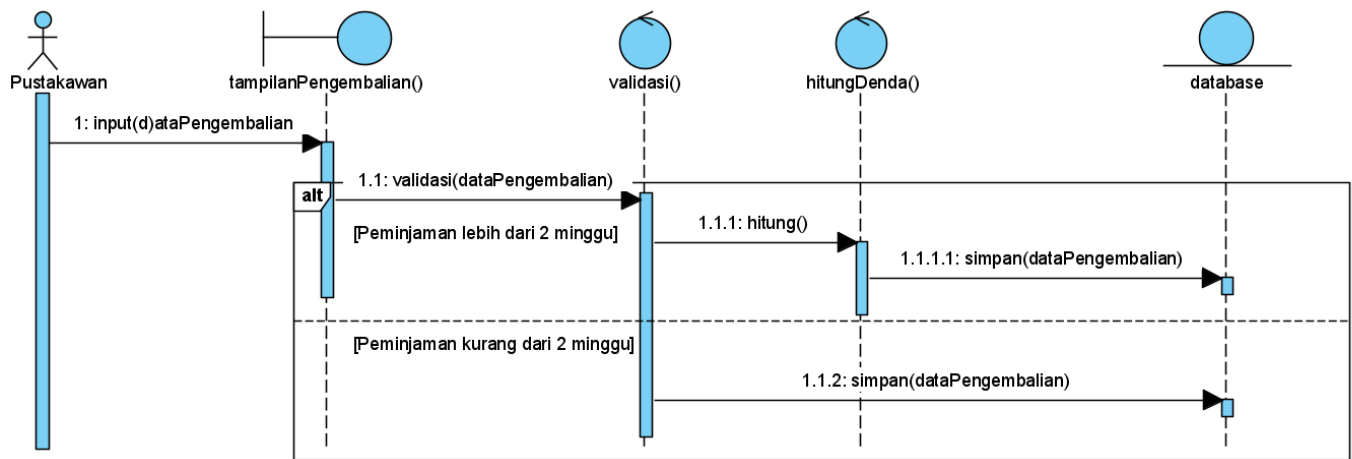 Pustakawan
tampilanPengembalian()
validasi()
hitungDenda()
database
1: input(d)ataPengembalian
alt
1.1: validasi(dataPengembalian)
[Peminjaman lebih dari 2 minggu]
1.1.1: hitung()
1.1.1.1: simpan(dataPengembalian)
[Peminjaman kurang dari 2 minggu]
1.1.2: simpan(dataPengembalian)